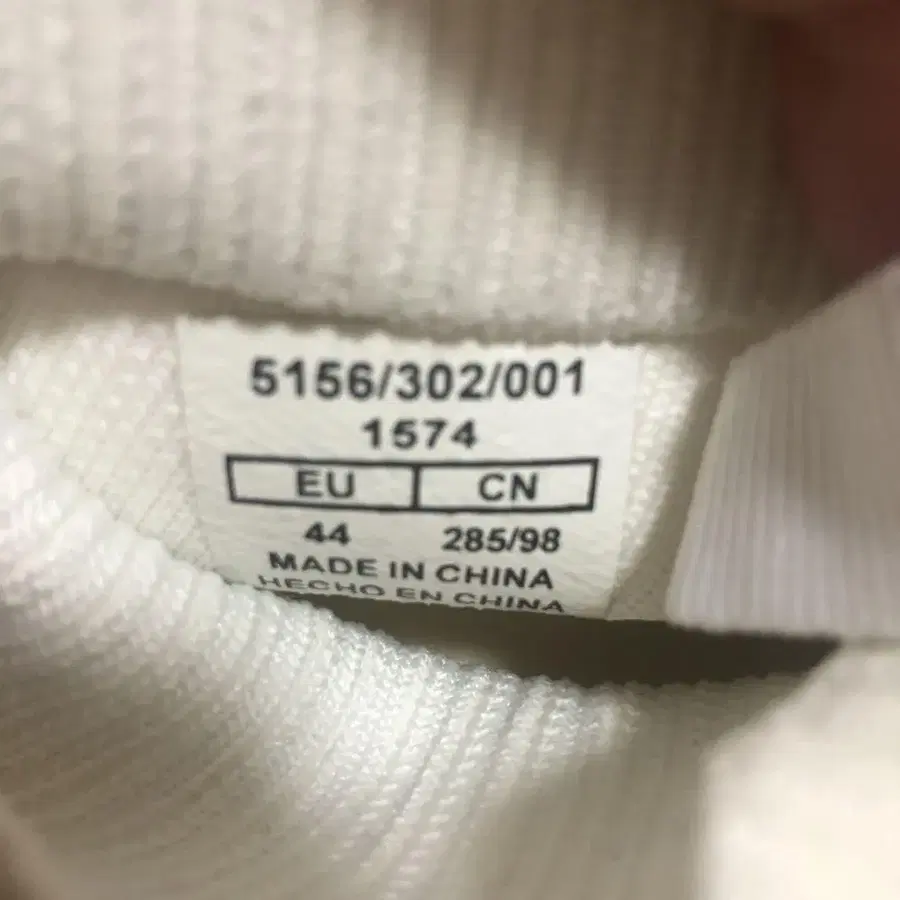 5156/302/001
1574
EU CN
44 285/98
MADE IN CHINA
HECHO EN CHINA